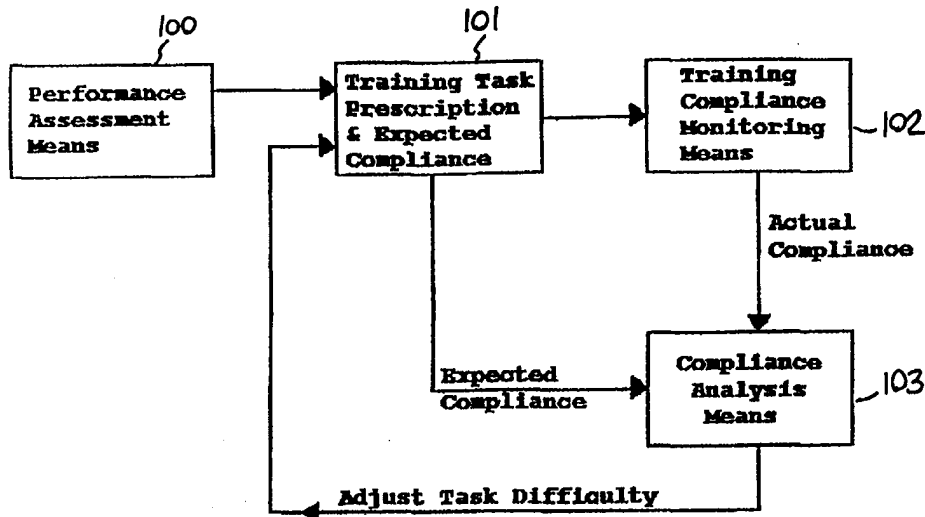 100
101
Performance
Assessment
Means
Training Task
Prescription
& Expected
Compliance
Training
Compliance
Monitoring
Means
102
Actual
Compliance
Expected
Compliance
Compliance
Analysis
Means
103
Adjust Task Difficulty